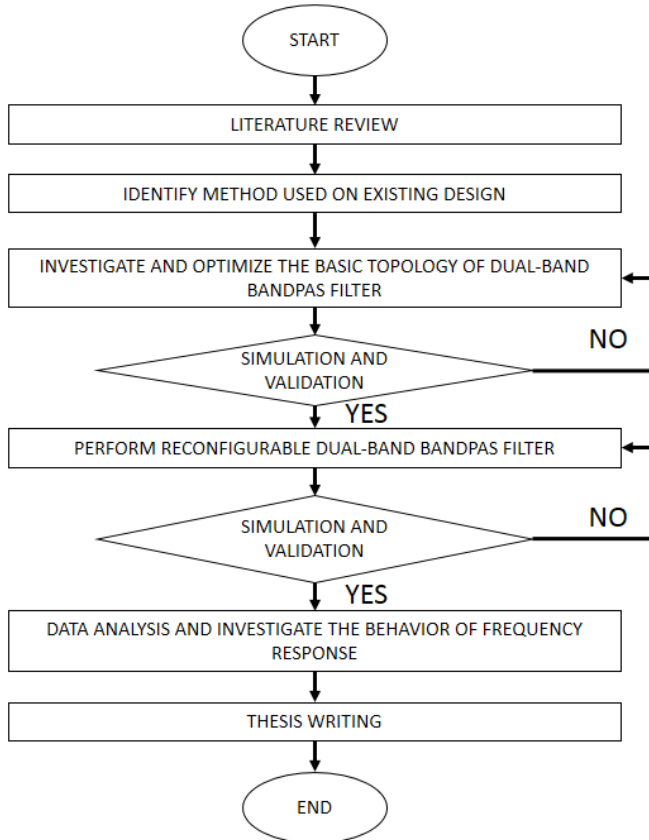 START
LITERATURE REVIEW
IDENTIFY METHOD USED ON EXISTING DESIGN
INVESTIGATE AND OPTIMIZE THE BASIC TOPOLOGY OF DUAL-BAND
BANDPAS FILTER
SIMULATION AND
VALIDATION
NO
YES
PERFORM RECONFIGURABLE DUAL-BAND BANDPAS FILTER
SIMULATION AND
VALIDATION
NO
YES
DATA ANALYSIS AND INVESTIGATE THE BEHAVIOR OF FREQUENCY
RESPONSE
THESIS WRITING
END